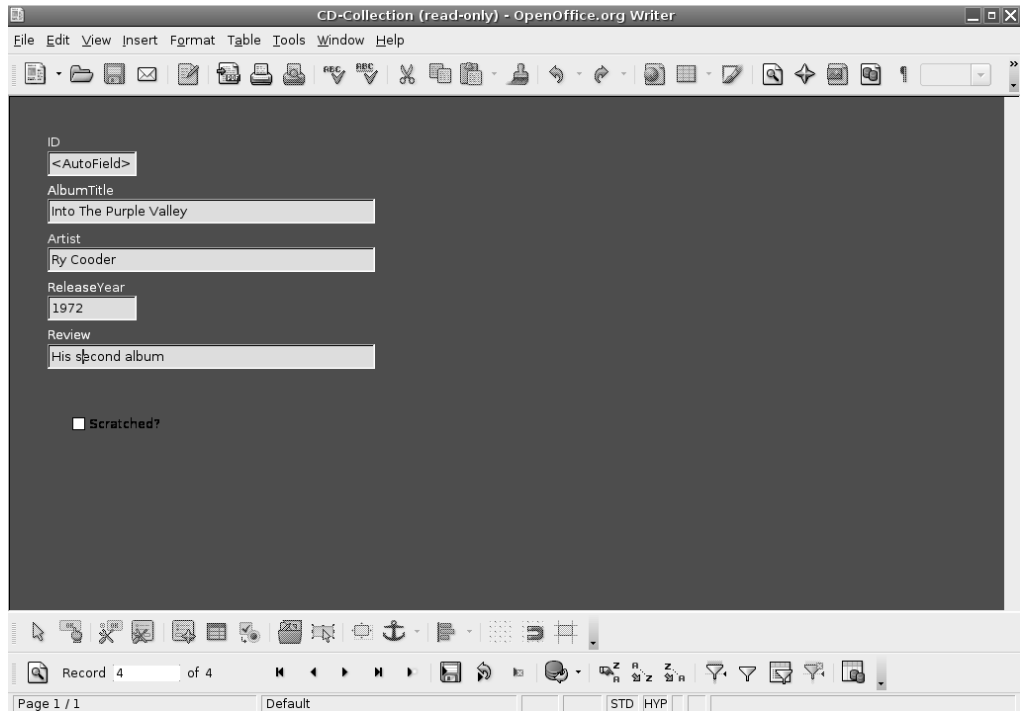 CD-Collection (read-only) - OpenOffice.org Writer
File Edit View Insert Format Table Tools Window Help
ID
<AutoField>
AlbumTitle
Into The Purple Valley
Artist
Ry Cooder
ReleaseYear
1972
Review
His second album
Scratched?
Record 4 of 4
Page 1 / 1 Default STD HYP